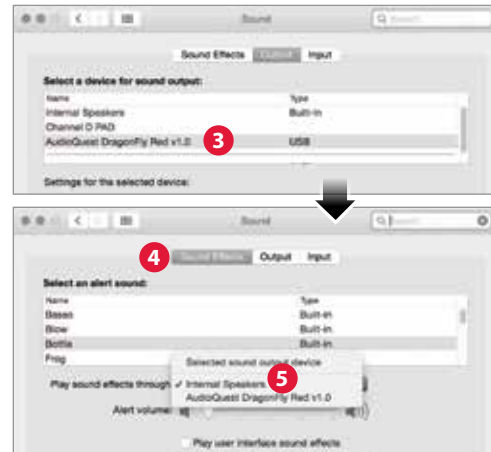 Sound
Search
Sound Effects Output Input
Select a device for sound output:
Name Type
Internal Speakers Built-in
Channel D PAD
AudioQuest DragonFly Red v1.0 3 USB
Settings for the selected device:
Sound
4 Sound Effects Output Input
Select an alert sound:
Name Type
Basso Built-in
Blow Built-in
Bottle Built-in
Frog
Selected sound output device
Play sound effects through ✓ Internal Speakers 5
AudioQuest DragonFly Red v1.0
Alert volume:
Play user interface sound effects